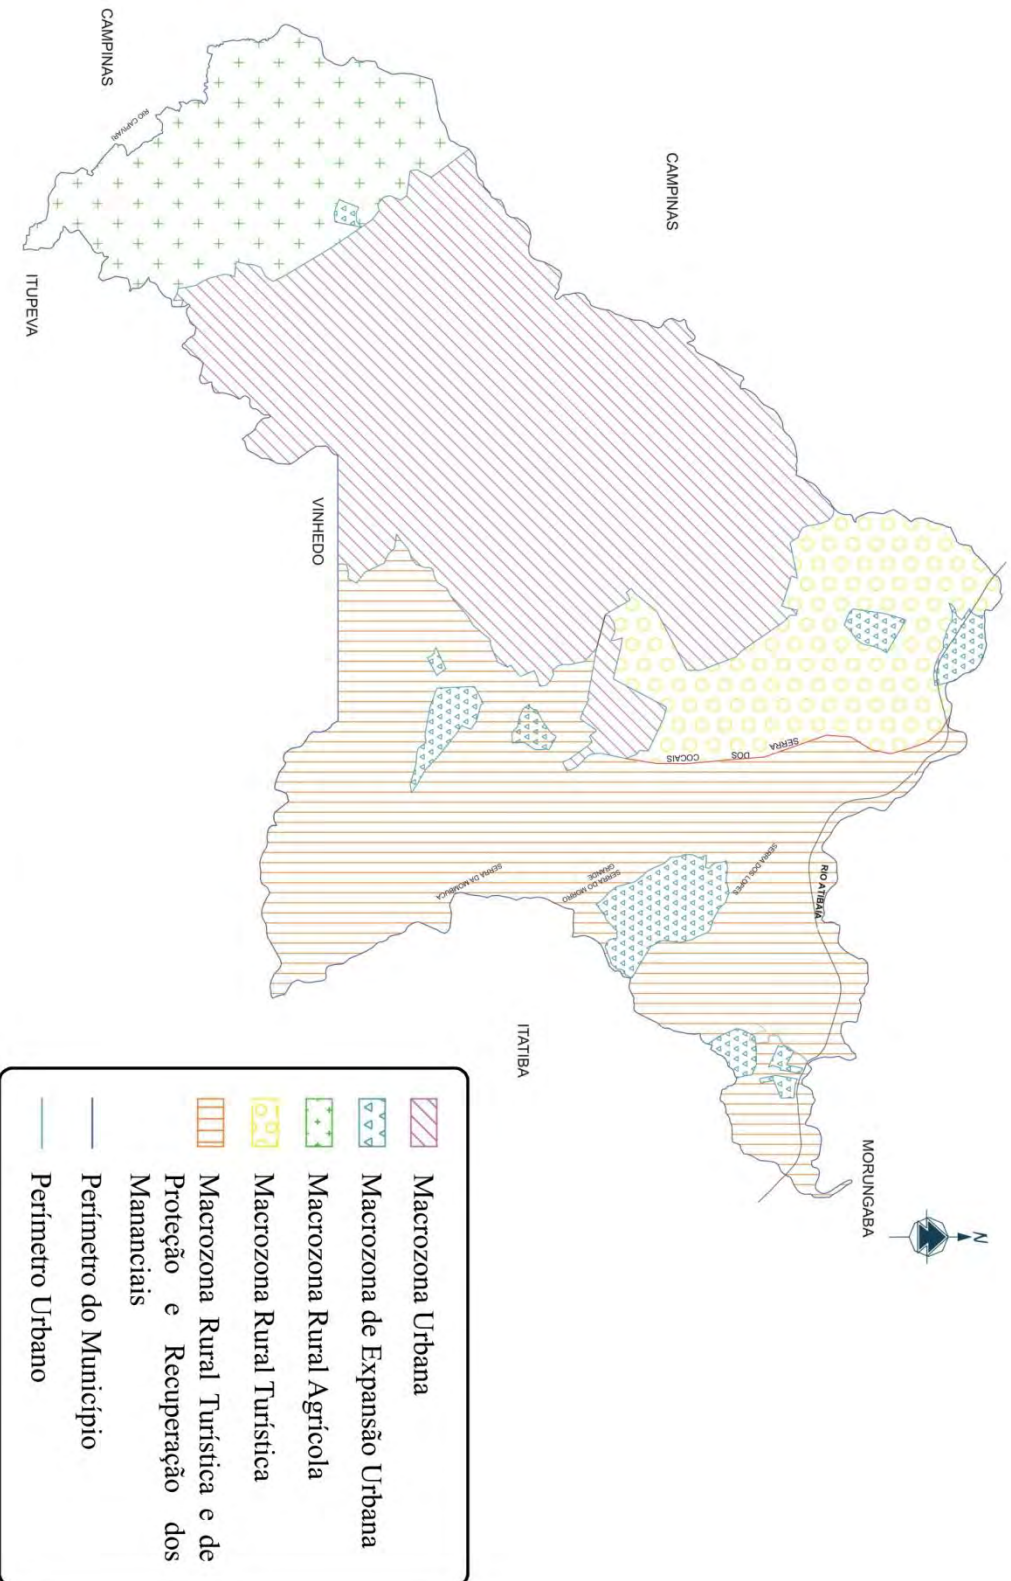 N
CAMPINAS
MORUNGABA
RIO ATIBAIA
SERRA
DOS
COCAIS
SERRA DOS LOPES
SERRA DO MORRO
GRANDE
SERRA DA MOMBUCA
ITATIBA
VINHEDO
CAMPINAS
RIO CAPIVARI
ITUPEVA
Macrozona Urbana
Macrozona de Expansão Urbana
Macrozona Rural Agrícola
Macrozona Rural Turística
Macrozona Rural Turística e de
Proteção e Recuperação dos
Mananciais
Perímetro do Município
Perímetro Urbano